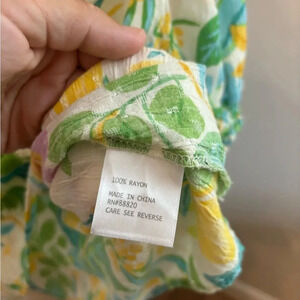 100% RAYON
MADE IN CHINA
RN#88820
CARE SEE REVERSE